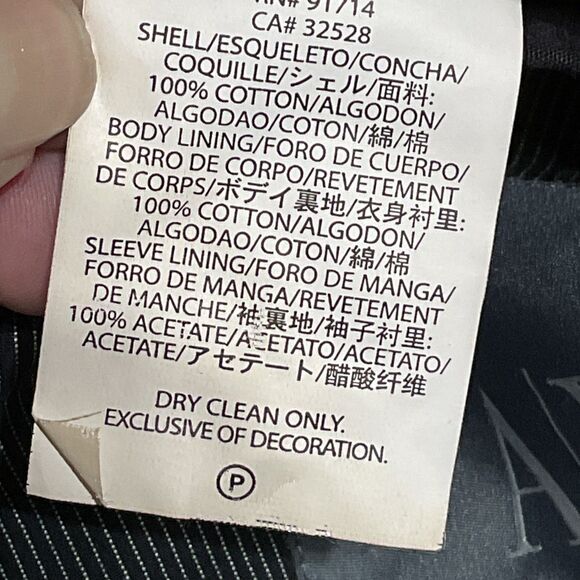 RN# 91714
CA# 32528
SHELL/ESQUELETO/CONCHA/
COQUILLE/シェル/面料:
100% COTTON/ALGODON/
ALGODAO/COTON/綿/棉
BODY LINING/FORO DE CUERPO/
FORRO DE CORPO/REVETEMENT
DE CORPS/ボディ裏地/衣身衬里:
100% COTTON/ALGODON/
ALGODAO/COTON/綿/棉
SLEEVE LINING/FORO DE MANGA/
FORRO DE MANGA/REVETEMENT
DE MANCHE/袖裏地/袖子衬里:
100% ACETATE/ACETATO/ACETATO/
ACETATE/アセテート/醋酸纤维
DRY CLEAN ONLY.
EXCLUSIVE OF DECORATION.
P